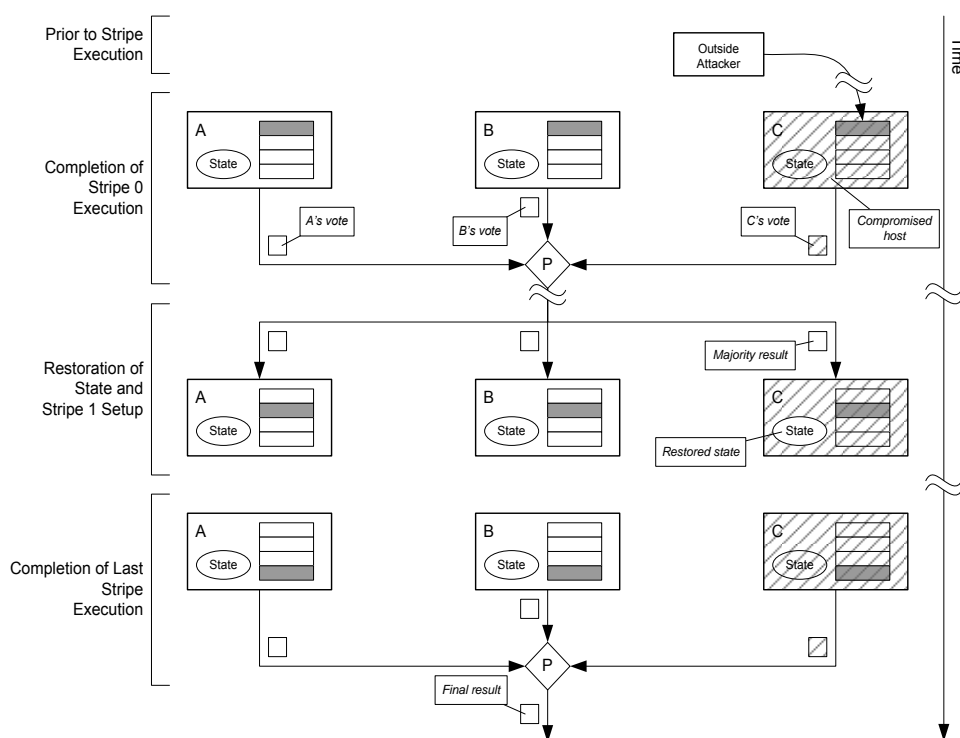 Prior to Stripe
Execution
Outside
Attacker
Time
Completion of
Stripe 0
Execution
A
State
B
State
C
State
A's vote
B's vote
C's vote
Compromised
host
P
Restoration of
State and
Stripe 1 Setup
Majority result
A
State
B
State
C
State
Restored state
Completion of Last
Stripe
Execution
A
State
B
State
C
State
P
Final result